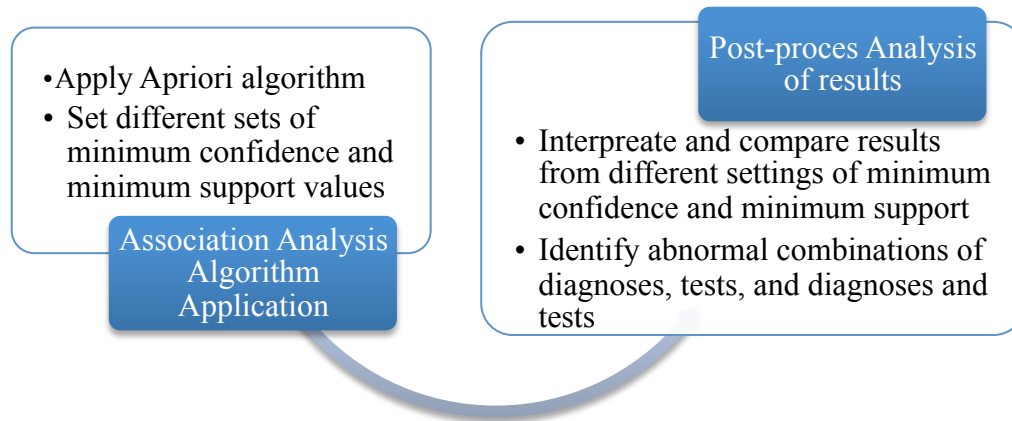 •Apply Apriori algorithm
• Set different sets of
minimum confidence and
minimum support values
Association Analysis
Algorithm
Application
Post-proces Analysis
of results
• Interpreate and compare results
from different settings of minimum
confidence and minimum support
• Identify abnormal combinations of
diagnoses, tests, and diagnoses and
tests